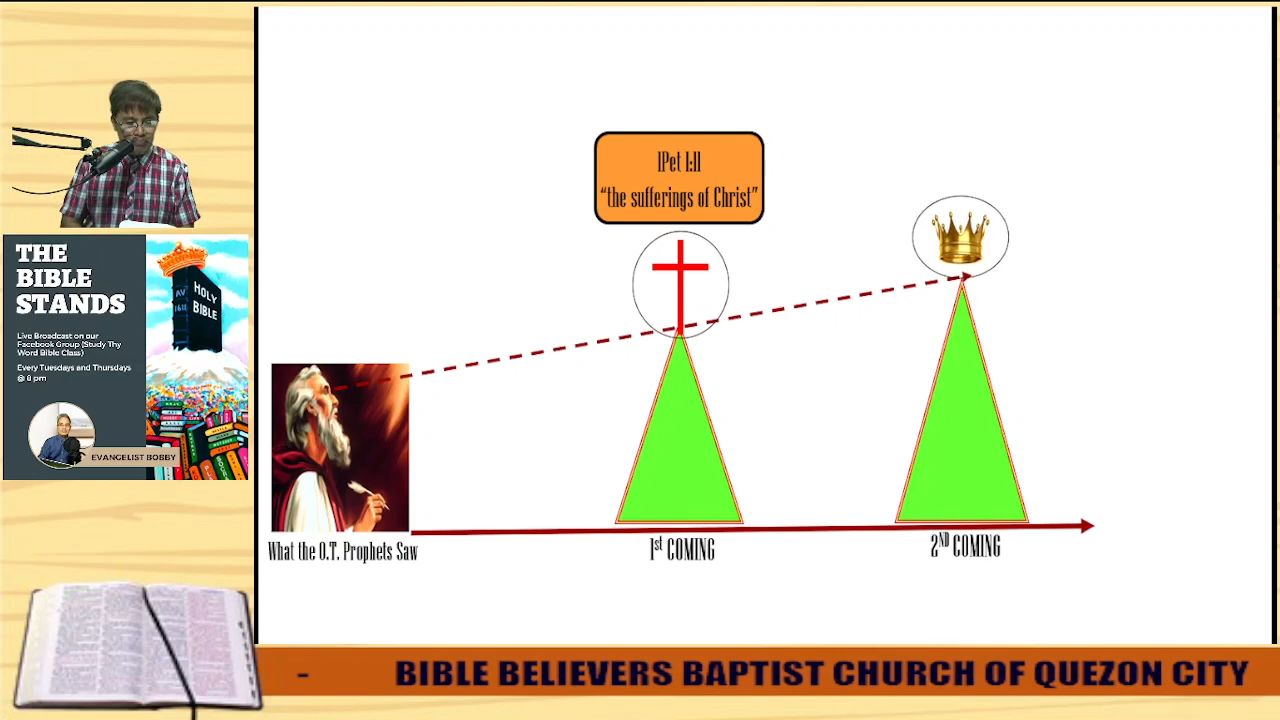 THE
BIBLE
STANDS
Live Broadcast on our
Facebook Group (Study Thy
Word Bible Class)
Every Tuesdays and Thursdays
@ 8 pm
EVANGELIST BOBBY
AV
1611
HOLY
BIBLE
1Pet 1:11
“the sufferings of Christ”
What the O.T. Prophets Saw
1st COMING
2ND COMING
- BIBLE BELIEVERS BAPTIST CHURCH OF QUEZON CITY